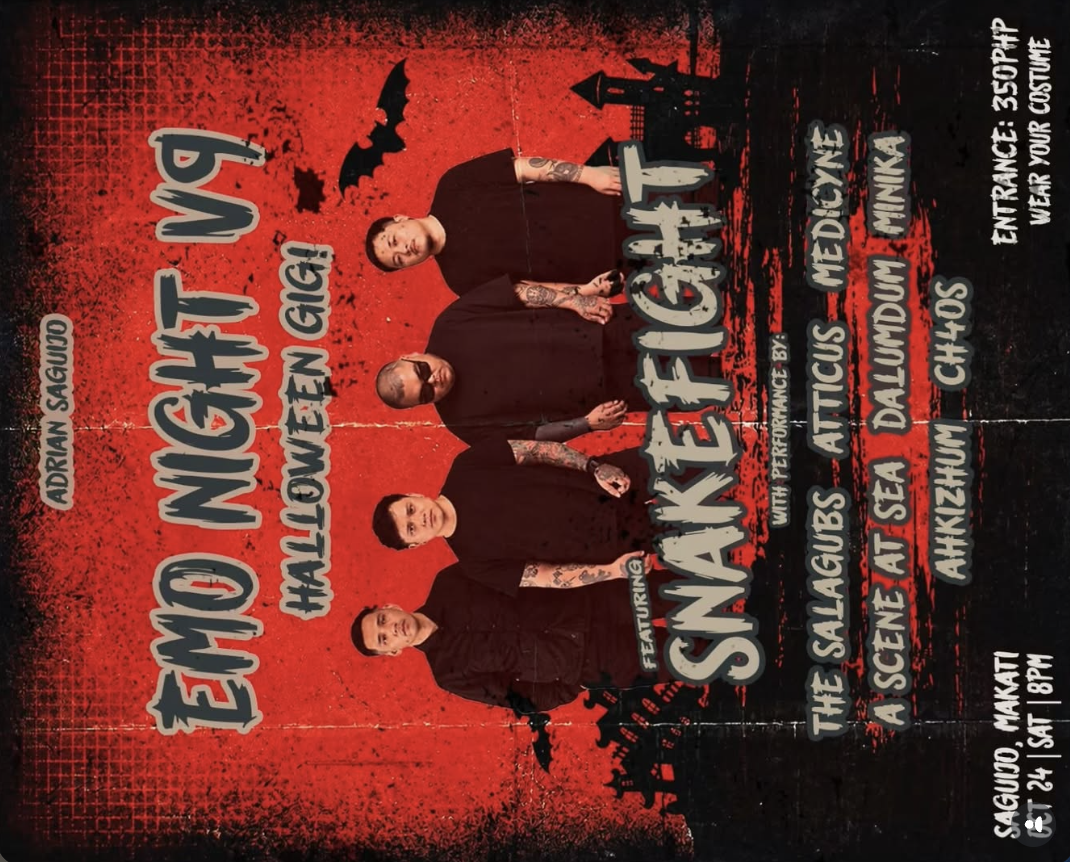 ADRIAN SAGUIJO
EMO NIGHT V9
HALLOWEEN GIG!
FEATURING
SNAKEFIGHT
WITH PERFORMANCE BY:
THE SALAGUBS ATTICUS MEDICYNE
A SCENE AT SEA DALUMDUM MINIKA
AHKIZHUM CH4OS
SAGUIJO, MAKATI
OCT 24 | SAT | 8PM
ENTRANCE: 350PHP
WEAR YOUR COSTUME